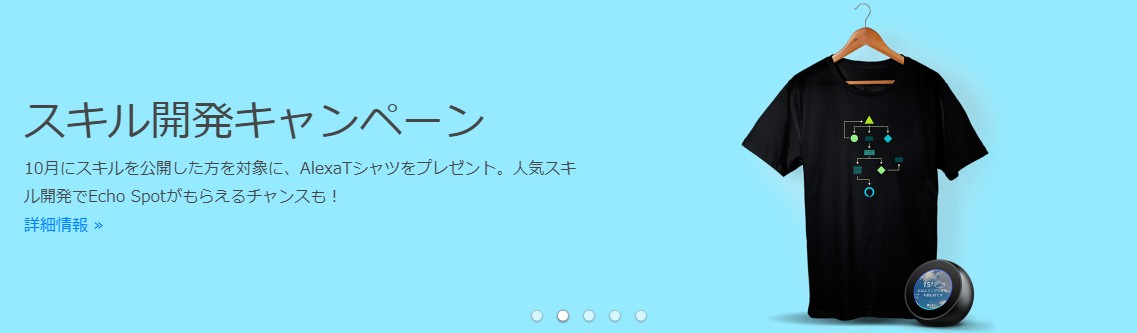 スキル開発キャンペーン
10月にスキルを公開した方を対象に、AlexaTシャツをプレゼント。人気スキ
ル開発でEcho Spotがもらえるチャンスも！
詳細情報 »
15°